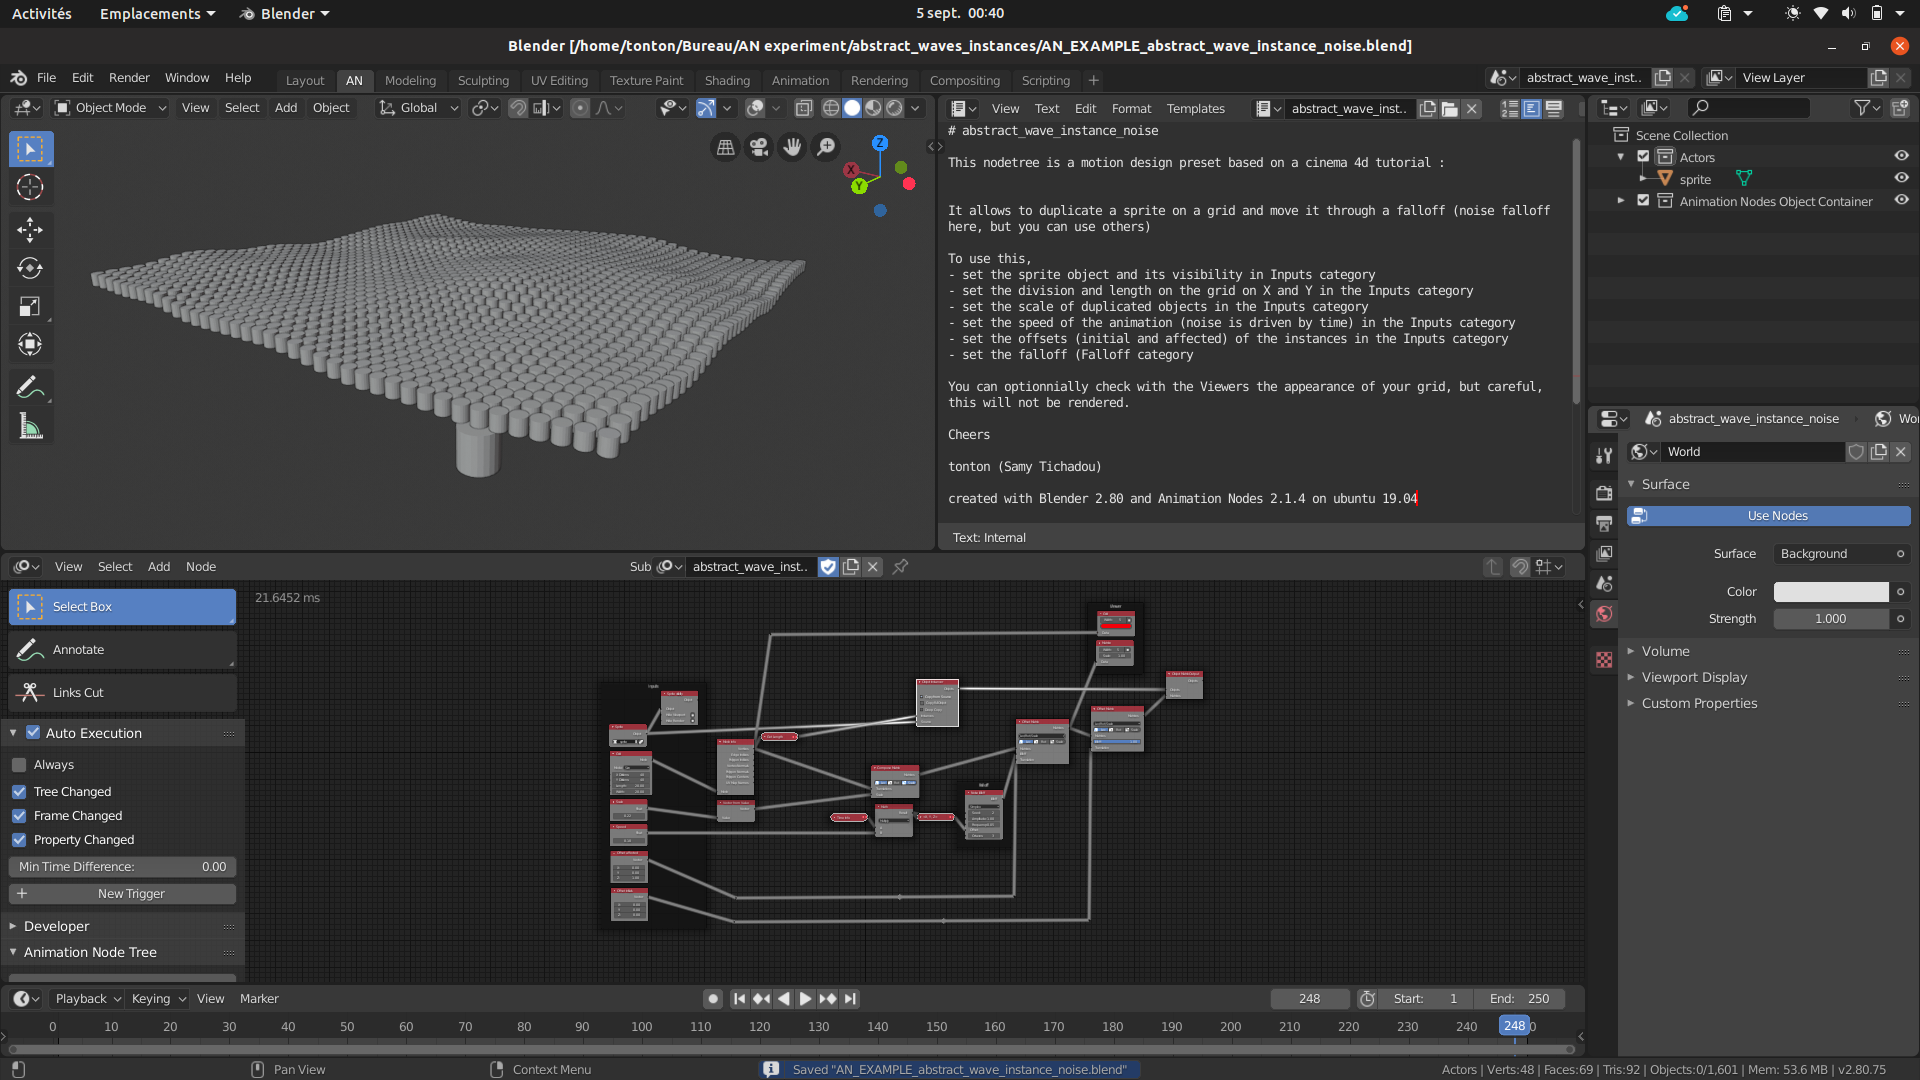 Activités Emplacements Blender 5 sept. 00:40
Blender [/home/tonton/Bureau/AN experiment/abstract_waves_instances/AN_EXAMPLE_abstract_wave_instance_noise.blend]
File Edit Render Window Help Layout AN Modeling Sculpting UV Editing Texture Paint Shading Animation Rendering Compositing Scripting + abstract_wave_inst.. View Layer
Object Mode View Select Add Object Global
View Text Edit Format Templates abstract_wave_inst..
# abstract_wave_instance_noise
This nodetree is a motion design preset based on a cinema 4d tutorial :
It allows to duplicate a sprite on a grid and move it through a falloff (noise falloff
here, but you can use others)
To use this,
- set the sprite object and its visibility in Inputs category
- set the division and length on the grid on X and Y in the Inputs category
- set the scale of duplicated objects in the Inputs category
- set the speed of the animation (noise is driven by time) in the Inputs category
- set the offsets (initial and affected) of the instances in the Inputs category
- set the falloff (Falloff category
You can optionnially check with the Viewers the appearance of your grid, but careful,
this will not be rendered.
Cheers
tonton (Samy Tichadou)
created with Blender 2.80 and Animation Nodes 2.1.4 on ubuntu 19.04
Text: Internal
Z
X
Y
Scene Collection
Actors
sprite
Animation Nodes Object Container
abstract_wave_instance_noise Wor
World
Surface
Use Nodes
Surface Background
Color
Strength 1.000
Volume
Viewport Display
Custom Properties
View Select Add Node Sub abstract_wave_inst..
Select Box
Annotate
Links Cut
21.6452 ms
Auto Execution
Always
Tree Changed
Frame Changed
Property Changed
Min Time Difference: 0.00
+ New Trigger
Developer
Animation Node Tree
Playback Keying View Marker 248 Start: 1 End: 250
0 10 20 30 40 50 60 70 80 90 100 110 120 130 140 150 160 170 180 190 200 210 220 230 240 248
Pan View Context Menu Saved "AN_EXAMPLE_abstract_wave_instance_noise.blend" Actors | Verts:48 | Faces:69 | Tris:92 | Objects:0/1,601 | Mem: 53.6 MB | v2.80.75